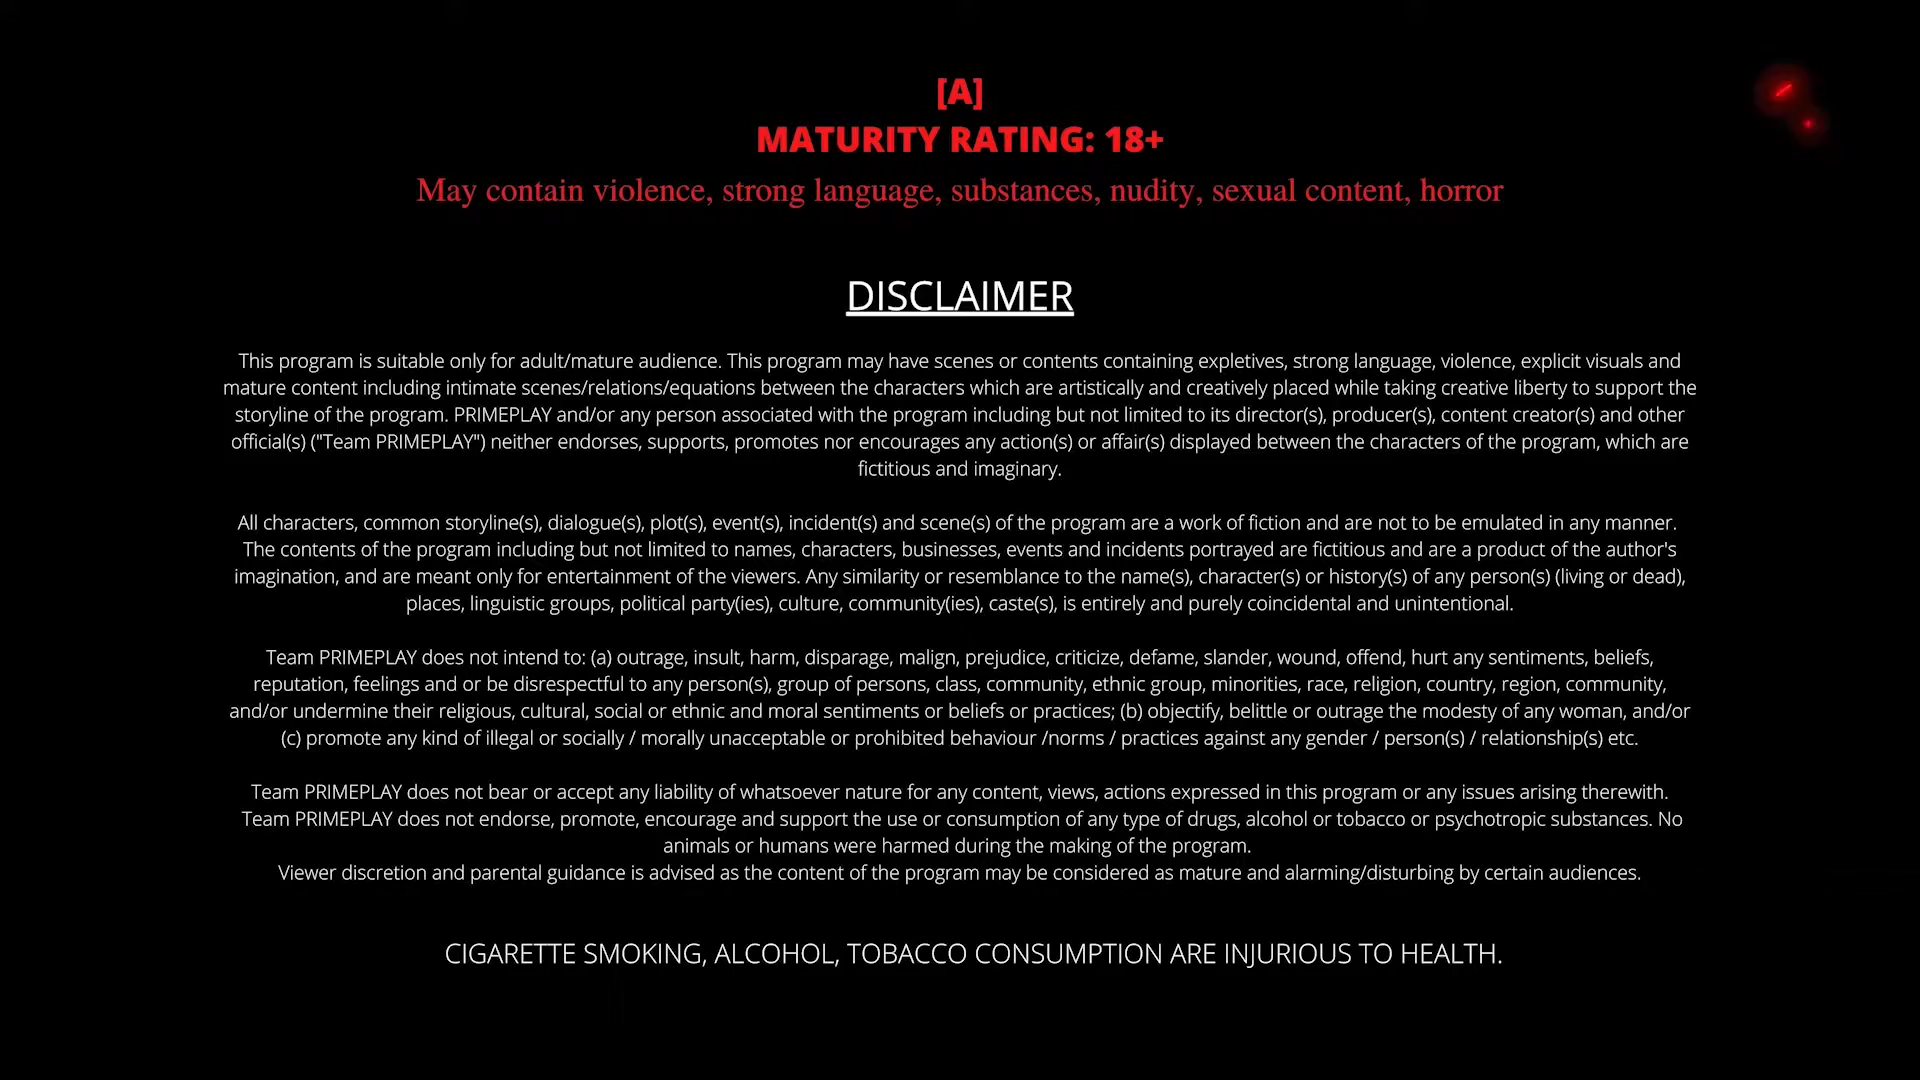 [A]
MATURITY RATING: 18+
May contain violence, strong language, substances, nudity, sexual content, horror
DISCLAIMER
This program is suitable only for adult/mature audience. This program may have scenes or contents containing expletives, strong language, violence, explicit visuals and
mature content including intimate scenes/relations/equations between the characters which are artistically and creatively placed while taking creative liberty to support the
storyline of the program. PRIMEPLAY and/or any person associated with the program including but not limited to its director(s), producer(s), content creator(s) and other
official(s) ("Team PRIMEPLAY") neither endorses, supports, promotes nor encourages any action(s) or affair(s) displayed between the characters of the program, which are
fictitious and imaginary.
All characters, common storyline(s), dialogue(s), plot(s), event(s), incident(s) and scene(s) of the program are a work of fiction and are not to be emulated in any manner.
The contents of the program including but not limited to names, characters, businesses, events and incidents portrayed are fictitious and are a product of the author's
imagination, and are meant only for entertainment of the viewers. Any similarity or resemblance to the name(s), character(s) or history(s) of any person(s) (living or dead),
places, linguistic groups, political party(ies), culture, community(ies), caste(s), is entirely and purely coincidental and unintentional.
Team PRIMEPLAY does not intend to: (a) outrage, insult, harm, disparage, malign, prejudice, criticize, defame, slander, wound, offend, hurt any sentiments, beliefs,
reputation, feelings and or be disrespectful to any person(s), group of persons, class, community, ethnic group, minorities, race, religion, country, region, community,
and/or undermine their religious, cultural, social or ethnic and moral sentiments or beliefs or practices; (b) objectify, belittle or outrage the modesty of any woman, and/or
(c) promote any kind of illegal or socially / morally unacceptable or prohibited behaviour /norms / practices against any gender / person(s) / relationship(s) etc.
Team PRIMEPLAY does not bear or accept any liability of whatsoever nature for any content, views, actions expressed in this program or any issues arising therewith.
Team PRIMEPLAY does not endorse, promote, encourage and support the use or consumption of any type of drugs, alcohol or tobacco or psychotropic substances. No
animals or humans were harmed during the making of the program.
Viewer discretion and parental guidance is advised as the content of the program may be considered as mature and alarming/disturbing by certain audiences.
CIGARETTE SMOKING, ALCOHOL, TOBACCO CONSUMPTION ARE INJURIOUS TO HEALTH.